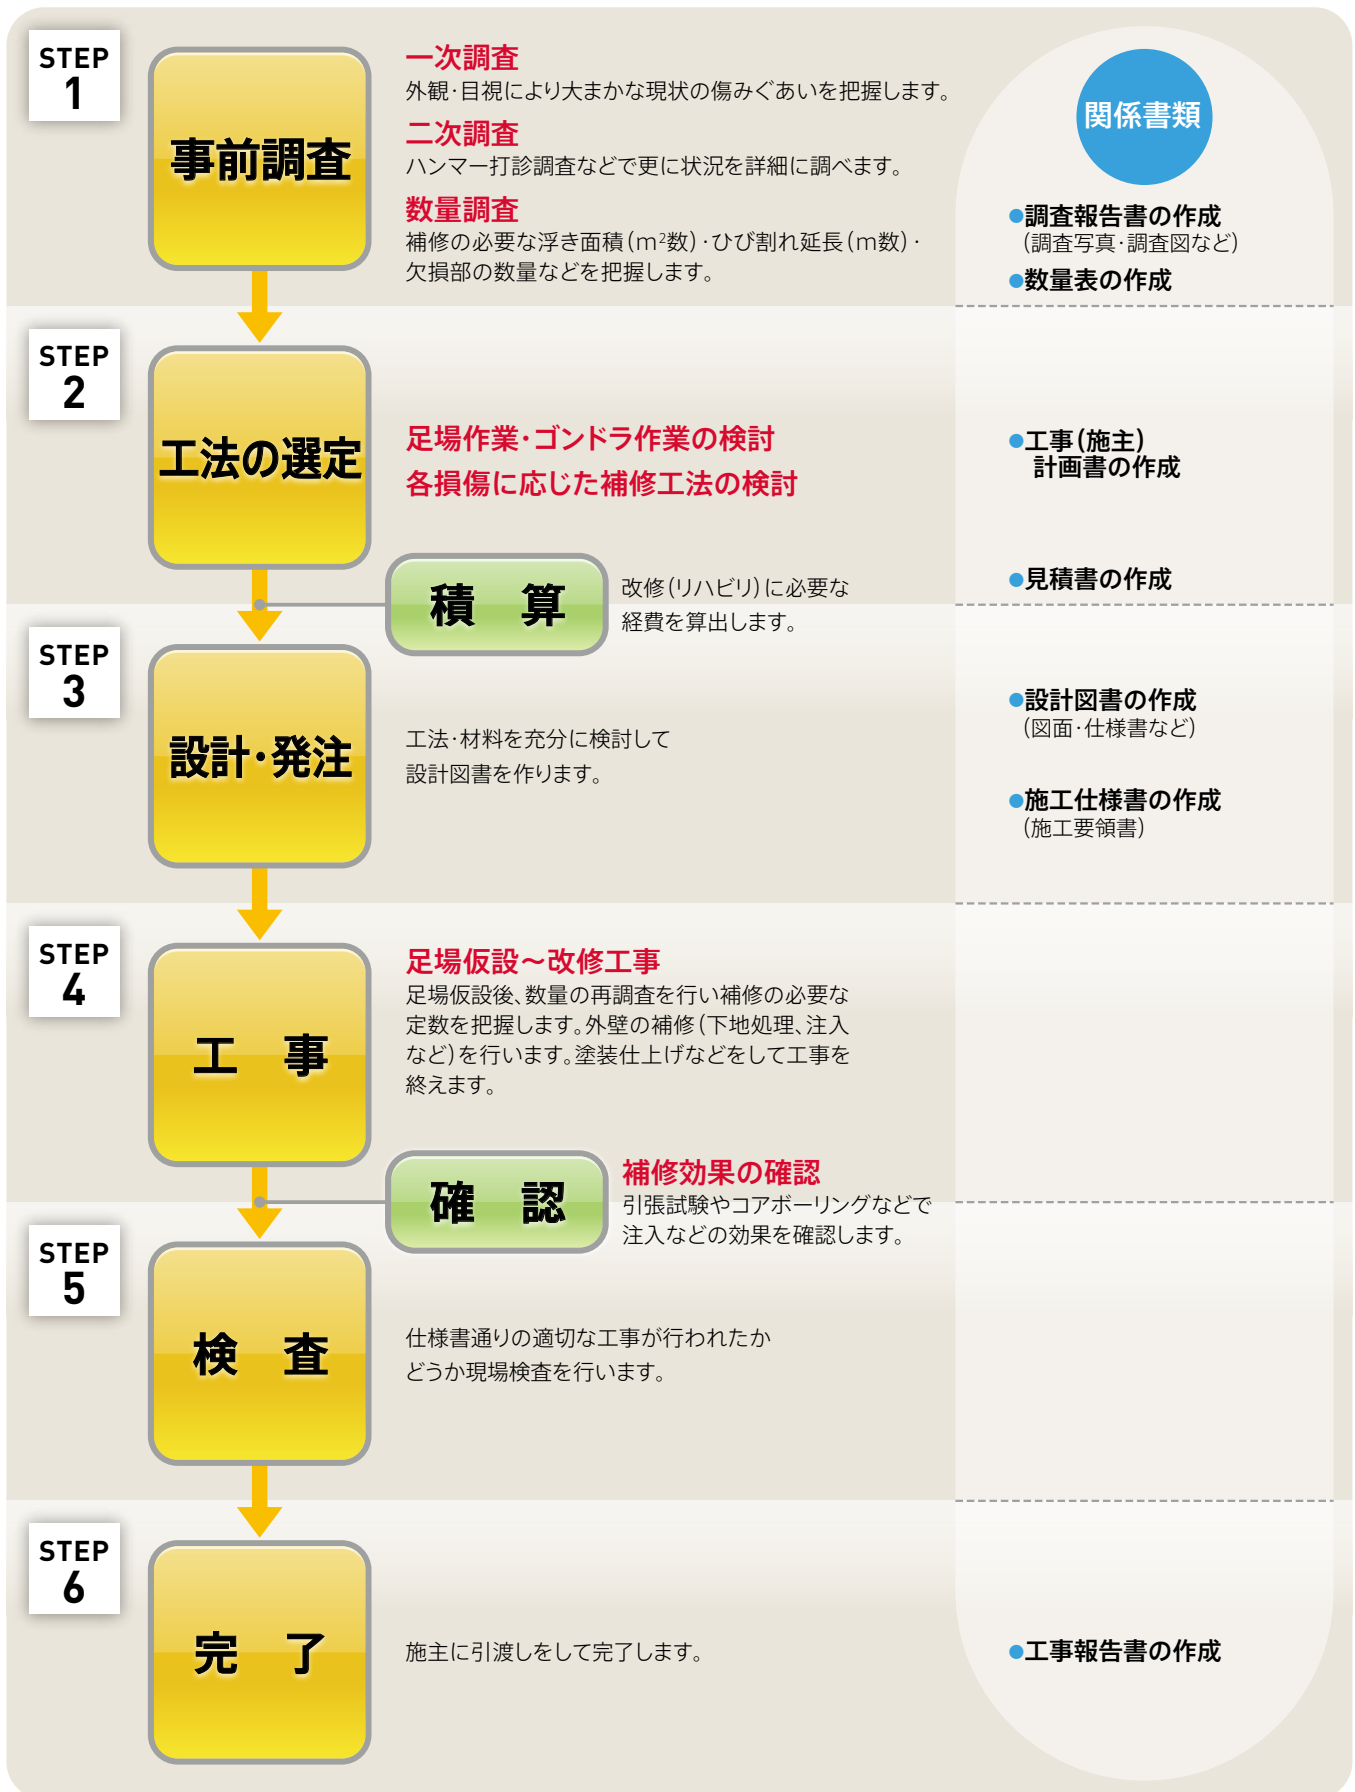 STEP
1
事前調査
一次調査
外観・目視により大まかな現状の傷みぐあいを把握します。
二次調査
ハンマー打診調査などで更に状況を詳細に調べます。
数量調査
補修の必要な浮き面積(m²数)・ひび割れ延長(m数)・
欠損部の数量などを把握します。
関係書類
●調査報告書の作成
(調査写真・調査図など)
●数量表の作成
STEP
2
工法の選定
足場作業・ゴンドラ作業の検討
各損傷に応じた補修工法の検討
●工事(施主)
計画書の作成
積　算
改修(リハビリ)に必要な
経費を算出します。
●見積書の作成
STEP
3
設計・発注
工法・材料を充分に検討して
設計図書を作ります。
●設計図書の作成
(図面・仕様書など)
●施工仕様書の作成
(施工要領書)
STEP
4
工　事
足場仮設〜改修工事
足場仮設後、数量の再調査を行い補修の必要な
定数を把握します。外壁の補修(下地処理、注入
など)を行います。塗装仕上げなどをして工事を
終えます。
確　認
補修効果の確認
引張試験やコアボーリングなどで
注入などの効果を確認します。
STEP
5
検　査
仕様書通りの適切な工事が行われたか
どうか現場検査を行います。
STEP
6
完　了
施主に引渡しをして完了します。
●工事報告書の作成